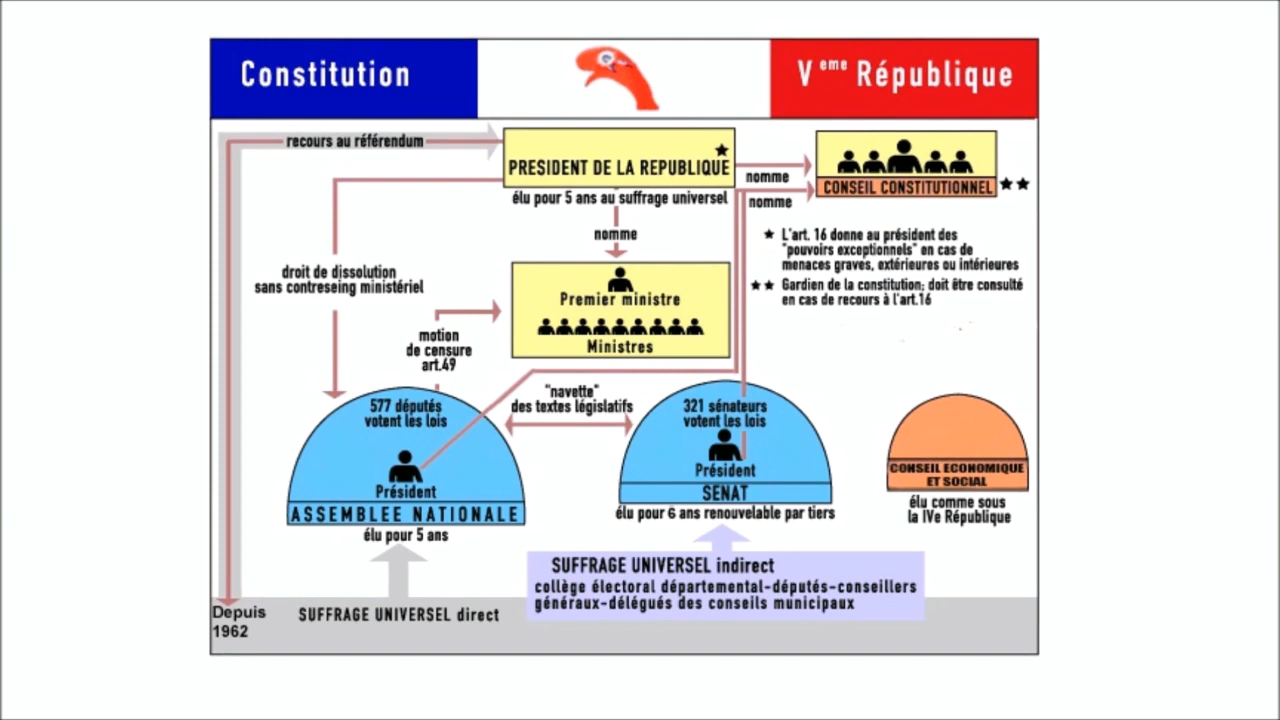 Constitution
Veme République
recours au référendum
PRESIDENT DE LA REPUBLIQUE
élu pour 5 ans au suffrage universel
nomme
nomme
CONSEIL CONSTITUTIONNEL
nomme
L'art. 16 donne au président des
"pouvoirs exceptionnels" en cas de
menaces graves, extérieures ou intérieures
Gardien de la constitution; doit être consulté
en cas de recours à l'art.16
droit de dissolution
sans contreseing ministériel
Premier ministre
Ministres
motion
de censure
art.49
"navette"
des textes législatifs
577 députés
votent les lois
Président
ASSEMBLEE NATIONALE
élu pour 5 ans
321 sénateurs
votent les lois
Président
SENAT
élu pour 6 ans renouvelable par tiers
CONSEIL ECONOMIQUE
ET SOCIAL
élu comme sous
la IVe République
SUFFRAGE UNIVERSEL indirect
collège électoral départemental-députés-conseillers
généraux-délégués des conseils municipaux
Depuis
1962
SUFFRAGE UNIVERSEL direct